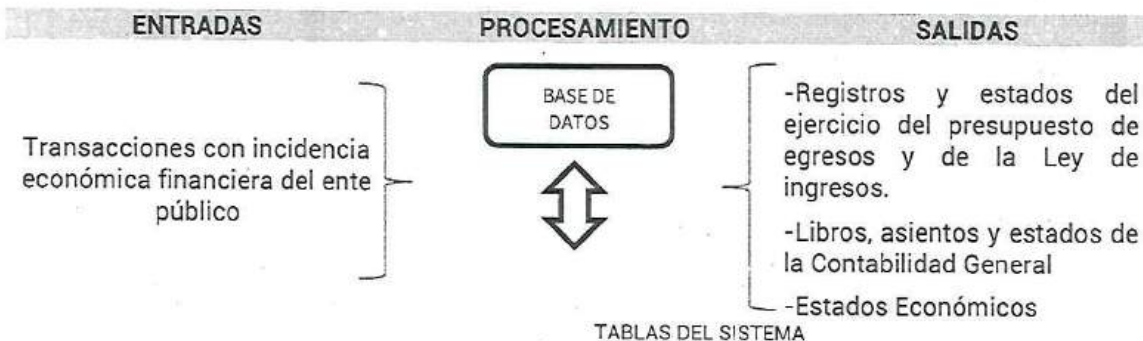 ENTRADAS PROCESAMIENTO SALIDAS
BASE DE
DATOS
Transacciones con incidencia
económica financiera del ente
público
-Registros y estados del
ejercicio del presupuesto de
egresos y de la Ley de
ingresos.
-Libros, asientos y estados de
la Contabilidad General
-Estados Económicos
TABLAS DEL SISTEMA